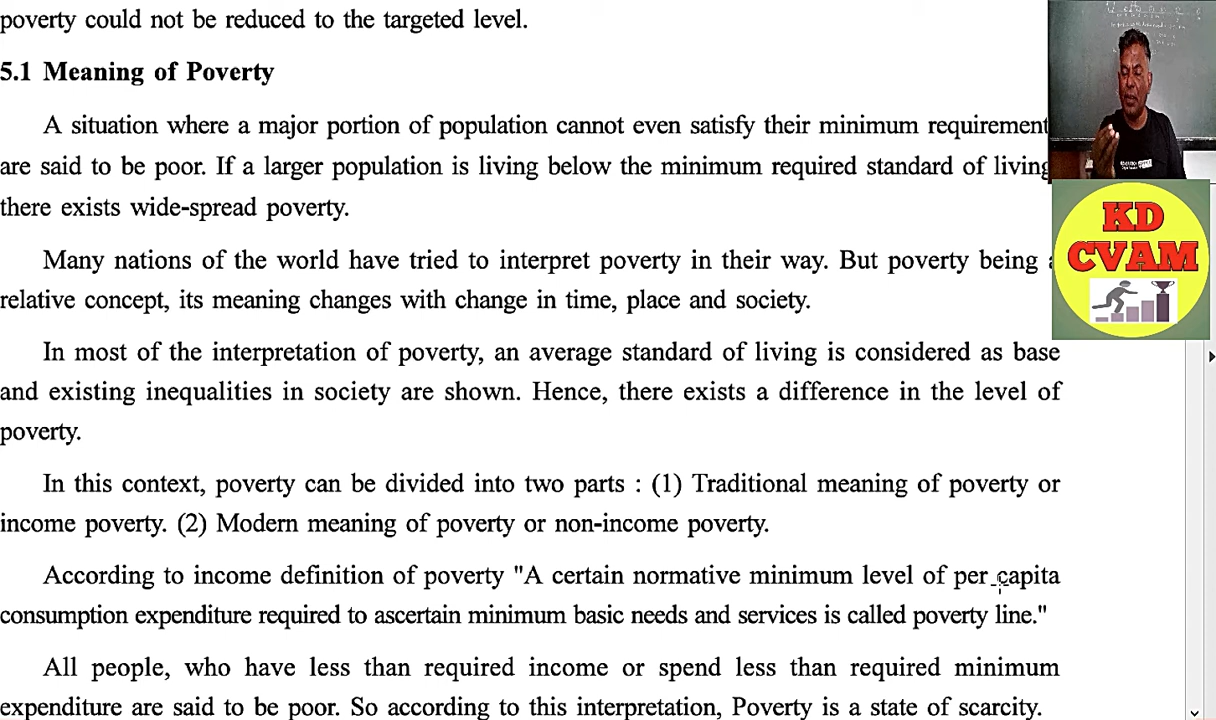 poverty could not be reduced to the targeted level.
5.1 Meaning of Poverty
A situation where a major portion of population cannot even satisfy their minimum requirement
are said to be poor. If a larger population is living below the minimum required standard of living
there exists wide-spread poverty.
Many nations of the world have tried to interpret poverty in their way. But poverty being
relative concept, its meaning changes with change in time, place and society.
In most of the interpretation of poverty, an average standard of living is considered as base
and existing inequalities in society are shown. Hence, there exists a difference in the level of
poverty.
In this context, poverty can be divided into two parts : (1) Traditional meaning of poverty or
income poverty. (2) Modern meaning of poverty or non-income poverty.
According to income definition of poverty "A certain normative minimum level of per capita
consumption expenditure required to ascertain minimum basic needs and services is called poverty line."
All people, who have less than required income or spend less than required minimum
expenditure are said to be poor. So according to this interpretation, Poverty is a state of scarcity.
KD
CVAM